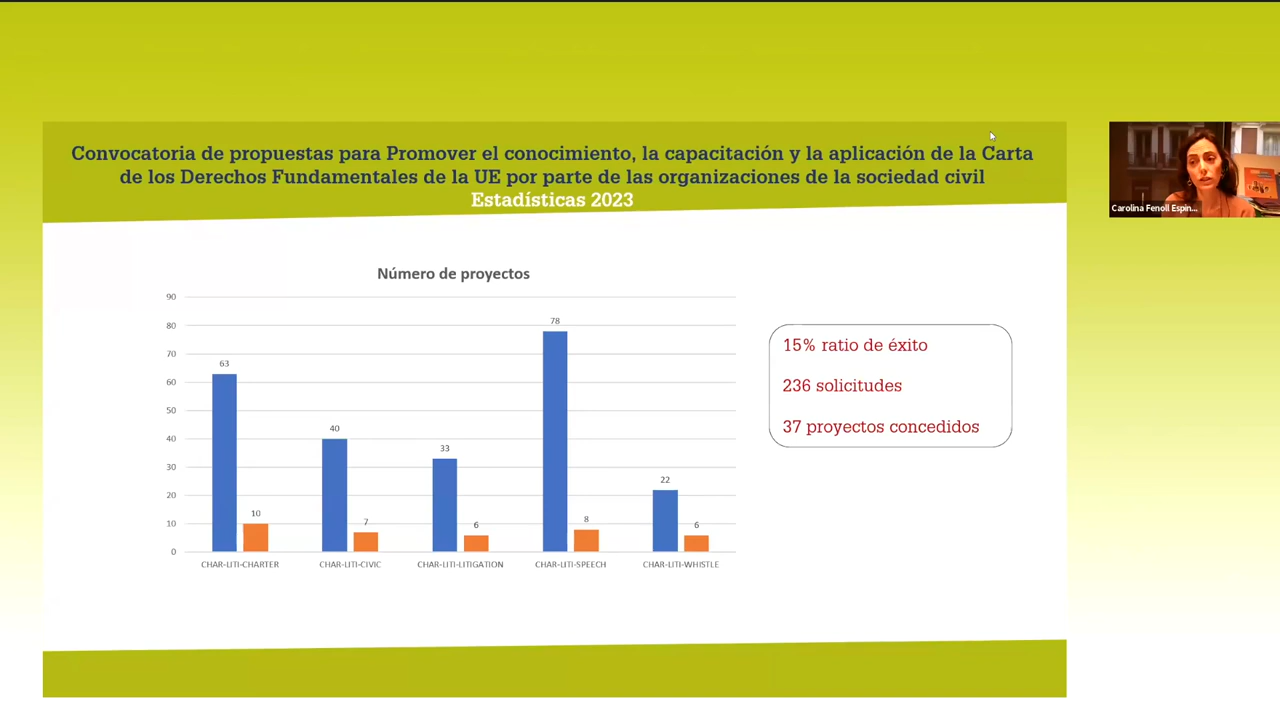 Convocatoria de propuestas para Promover el conocimiento, la capacitación y la aplicación de la Carta
de los Derechos Fundamentales de la UE por parte de las organizaciones de la sociedad civil
Estadísticas 2023
Carolina Fenoll Espin...
Número de proyectos
90
80
70
60
50
40
30
20
10
0
63
10
40
7
33
6
78
8
22
6
CHAR-LITI-CHARTER
CHAR-LITI-CIVIC
CHAR-LITI-LITIGATION
CHAR-LITI-SPEECH
CHAR-LITI-WHISTLE
15% ratio de éxito
236 solicitudes
37 proyectos concedidos